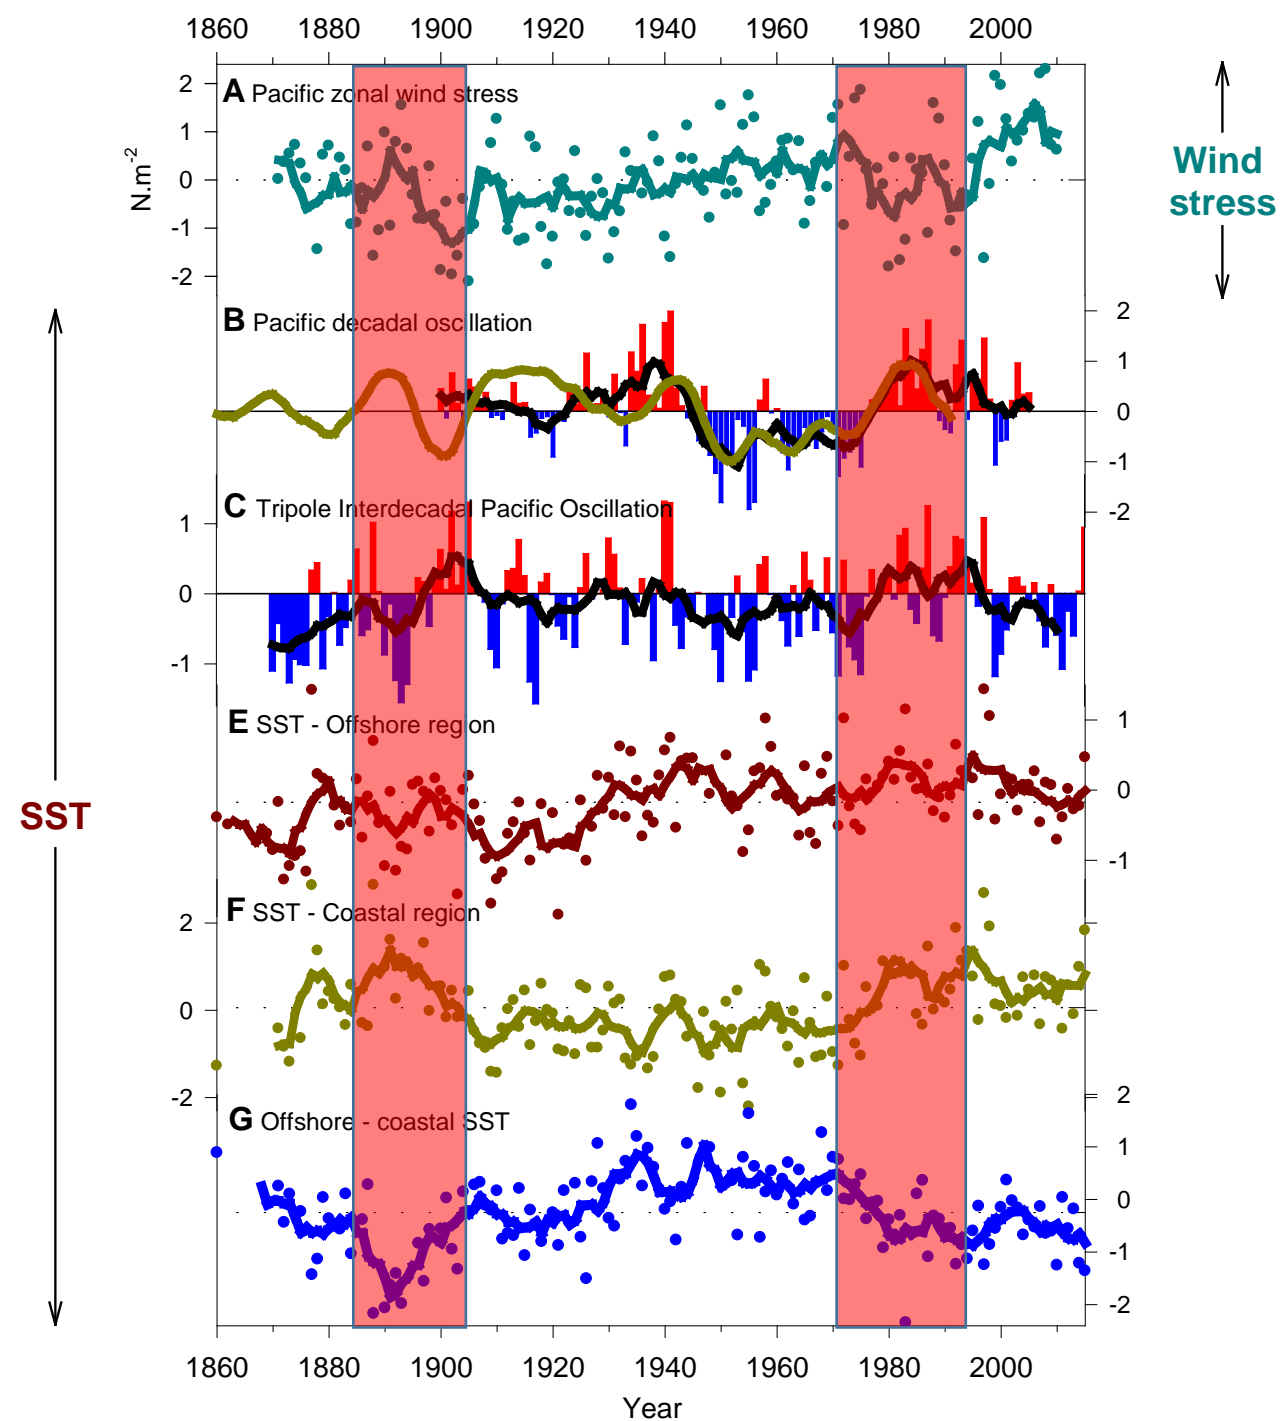 1860 1880 1900 1920 1940 1960 1980 2000
A Pacific zonal wind stress
2
1
0
-1
-2
N.m-2
Wind
stress
B Pacific decadal oscillation
2
1
0
-1
-2
C Tripole Interdecadal Pacific Oscillation
1
0
-1
E SST - Offshore region
1
0
-1
SST
F SST - Coastal region
2
0
-2
G Offshore - coastal SST
2
1
0
-1
-2
1860 1880 1900 1920 1940 1960 1980 2000
Year